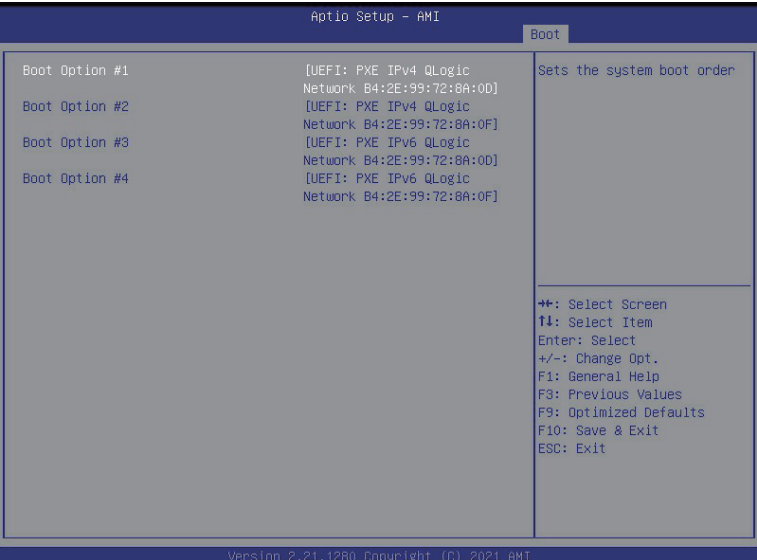 Aptio Setup – AMI
Boot
Boot Option #1 [UEFI: PXE IPv4 QLogic
Network B4:2E:99:72:8A:0D]
Boot Option #2 [UEFI: PXE IPv4 QLogic
Network B4:2E:99:72:8A:0F]
Boot Option #3 [UEFI: PXE IPv6 QLogic
Network B4:2E:99:72:8A:0D]
Boot Option #4 [UEFI: PXE IPv6 QLogic
Network B4:2E:99:72:8A:0F]
Sets the system boot order
→←: Select Screen
↑↓: Select Item
Enter: Select
+/-: Change Opt.
F1: General Help
F3: Previous Values
F9: Optimized Defaults
F10: Save & Exit
ESC: Exit
Version 2.21.1280 Copyright (C) 2021 AMI